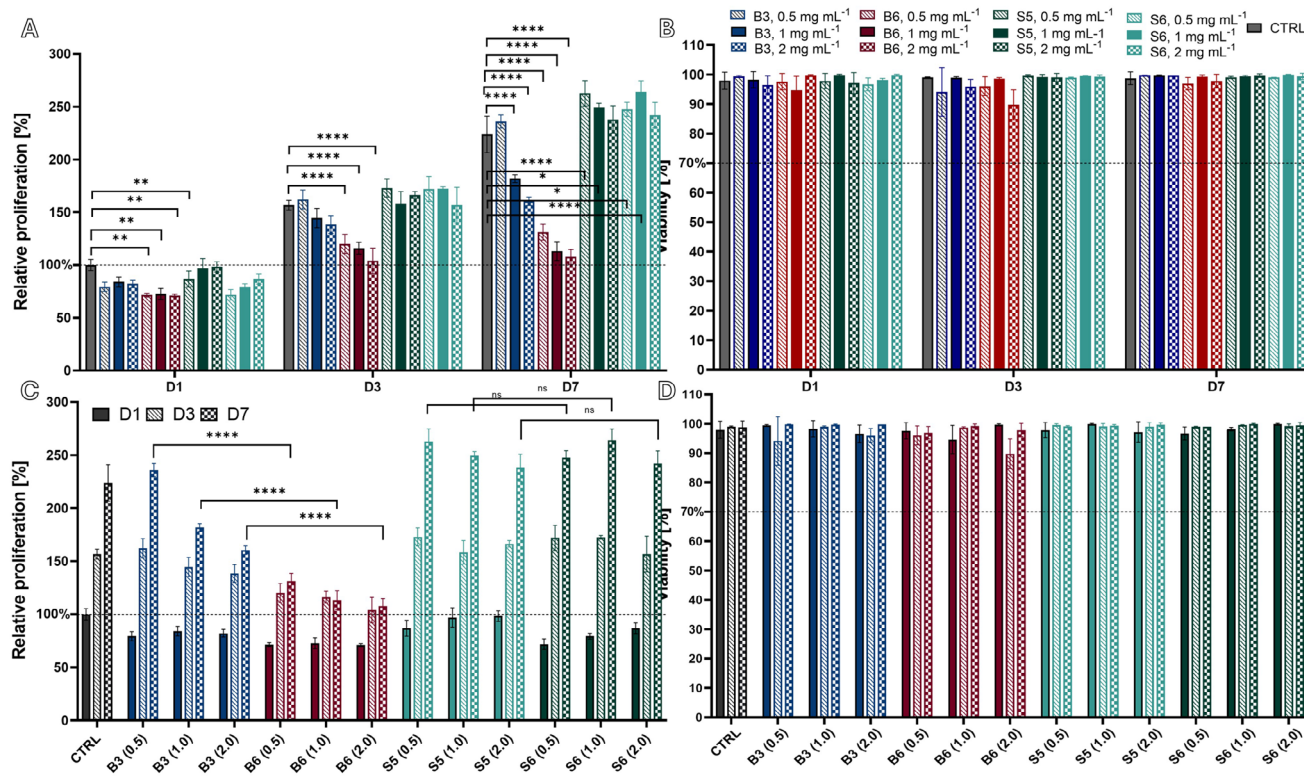 A
Relative proliferation [%]
300
250
200
150
100%
50
0
**
**
**
**
****
****
****
****
****
****
****
****
****
*
*
****
D1
D3
D7
B3, 0.5 mg mL-1
B3, 1 mg mL-1
B3, 2 mg mL-1
B6, 0.5 mg mL-1
B6, 1 mg mL-1
B6, 2 mg mL-1
S5, 0.5 mg mL-1
S5, 1 mg mL-1
S5, 2 mg mL-1
S6, 0.5 mg mL-1
S6, 1 mg mL-1
S6, 2 mg mL-1
CTRL
B
110
100
90
80
70%
60
50
40
30
20
10
0
D1
D3
D7
C
Relative proliferation [%]
D1
D3
D7
300
250
200
150
100%
50
0
****
****
****
ns
ns
ns
CTRL
B3 (0.5)
B3 (1.0)
B3 (2.0)
B6 (0.5)
B6 (1.0)
B6 (2.0)
S5 (0.5)
S5 (1.0)
S5 (2.0)
S6 (0.5)
S6 (1.0)
S6 (2.0)
D
110
100
90
80
70%
60
50
40
30
20
10
0
CTRL
B3 (0.5)
B3 (1.0)
B3 (2.0)
B6 (0.5)
B6 (1.0)
B6 (2.0)
S5 (0.5)
S5 (1.0)
S5 (2.0)
S6 (0.5)
S6 (1.0)
S6 (2.0)